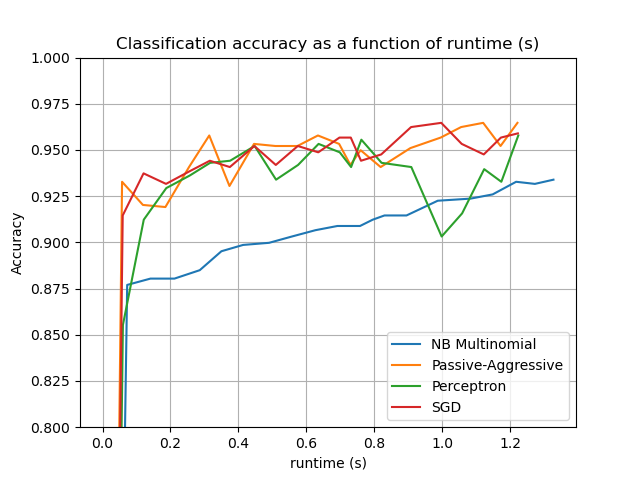 Classification accuracy as a function of runtime (s)
1.000
0.975
0.950
0.925
0.900
0.875
0.850
0.825
0.800
Accuracy
NB Multinomial
Passive-Aggressive
Perceptron
SGD
0.0 0.2 0.4 0.6 0.8 1.0 1.2
runtime (s)